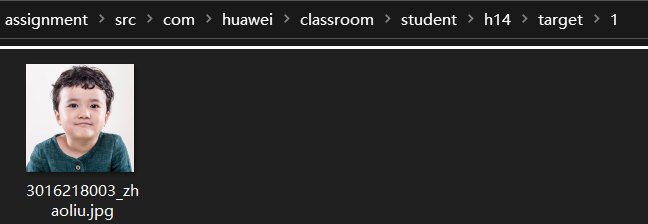 assignment > src > com > huawei > classroom > student > h14 > target > 1
3016218003_zh
aoliu.jpg